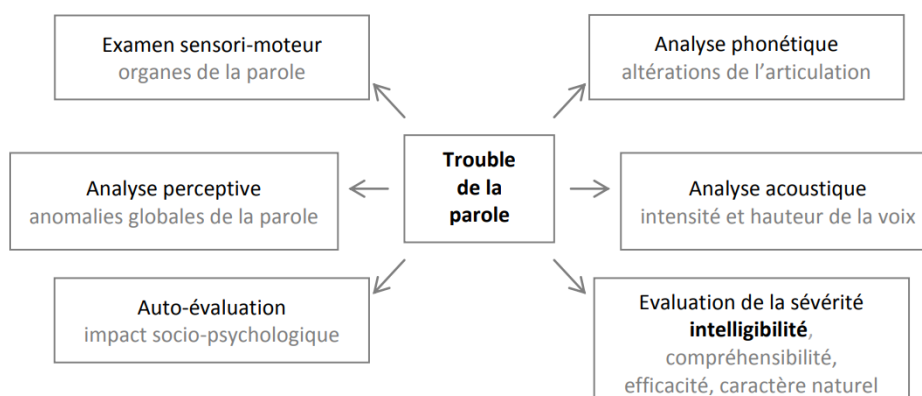 Examen sensori-moteur
organes de la parole
Analyse phonétique
altérations de l'articulation
Trouble
de la
parole
Analyse perceptive
anomalies globales de la parole
Analyse acoustique
intensité et hauteur de la voix
Auto-évaluation
impact socio-psychologique
Evaluation de la sévérité
intelligibilité,
compréhensibilité,
efficacité, caractère naturel